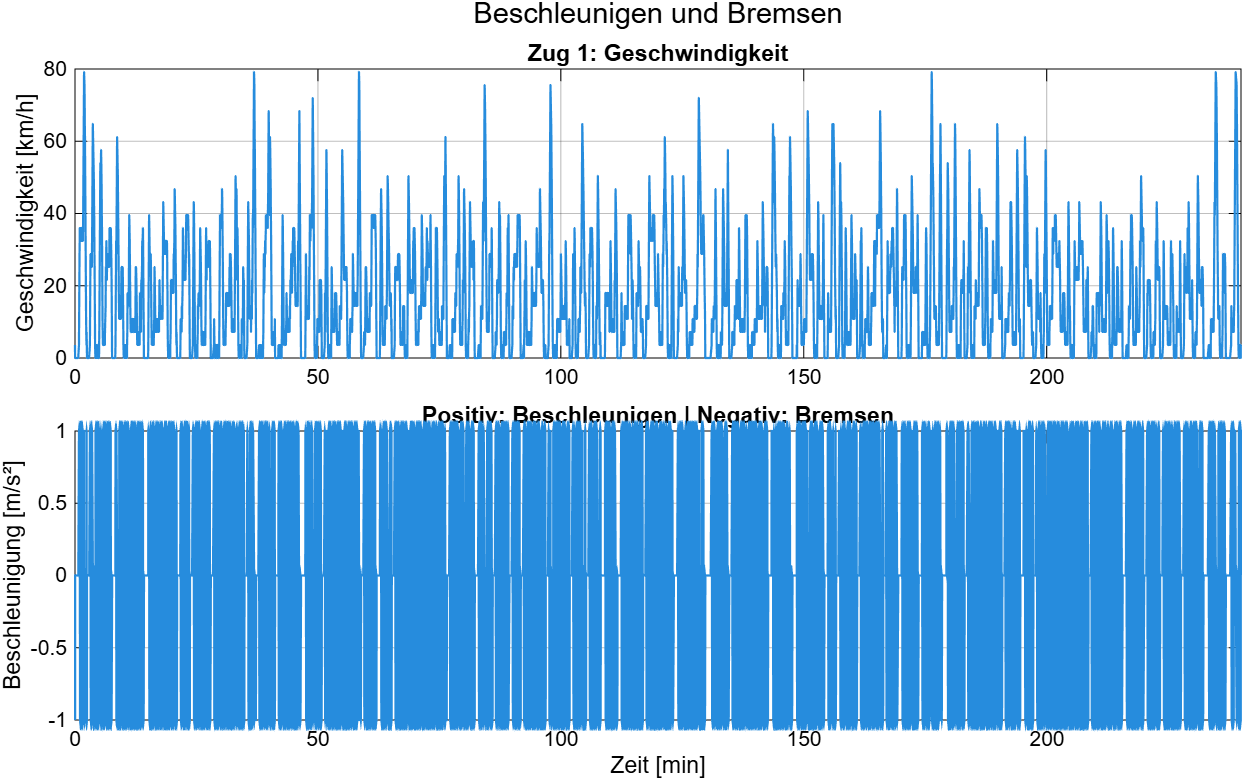 Beschleunigen und Bremsen
Zug 1: Geschwindigkeit
Geschwindigkeit [km/h]
80
60
40
20
0
0 50 100 150 200
Positiv: Beschleunigen | Negativ: Bremsen
Beschleunigung [m/s²]
1
0.5
0
-0.5
-1
0 50 100 150 200
Zeit [min]